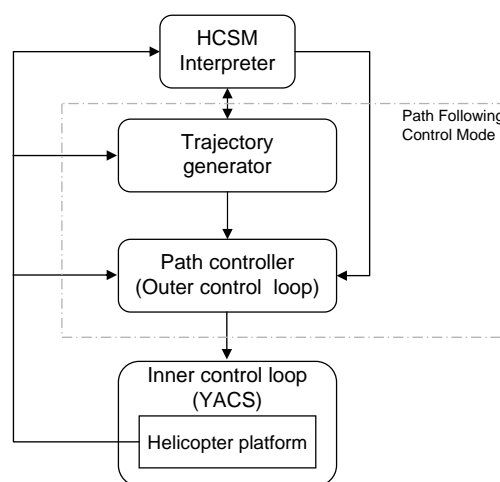 HCSM
Interpreter
Path Following
Control Mode
Trajectory
generator
Path controller
(Outer control loop)
Inner control loop
(YACS)
Helicopter platform